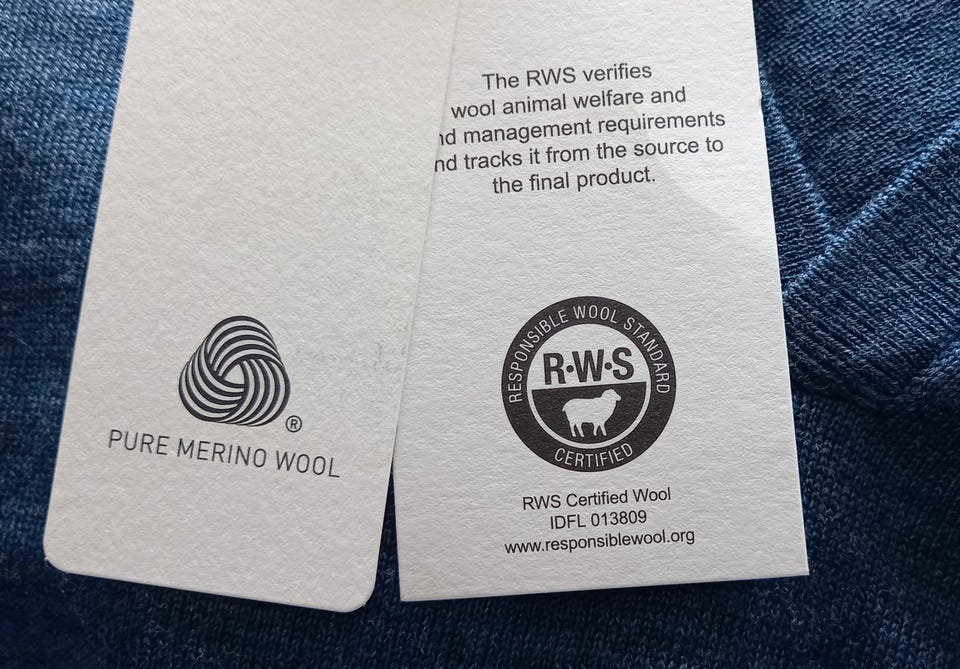 PURE MERINO WOOL
®
The RWS verifies
wool animal welfare and
nd management requirements
nd tracks it from the source to
the final product.
RESPONSIBLE WOOL STANDARD
R·W·S
CERTIFIED
RWS Certified Wool
IDFL 013809
www.responsiblewool.org